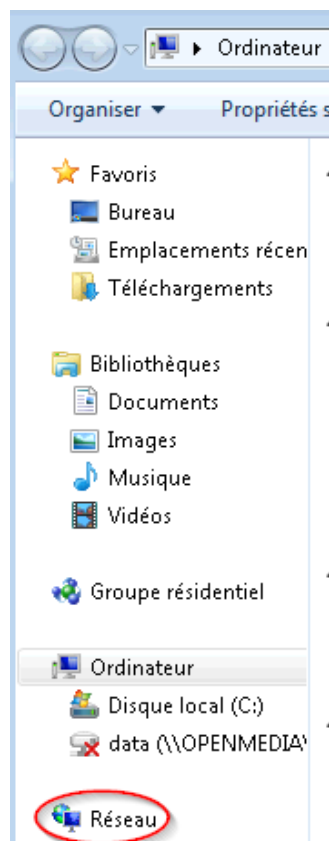 Ordinateur
Organiser Propriétés s
Favoris
Bureau
Emplacements récen
Téléchargements
Bibliothèques
Documents
Images
Musique
Vidéos
Groupe résidentiel
Ordinateur
Disque local (C:)
data (\\OPENMEDIA
Réseau